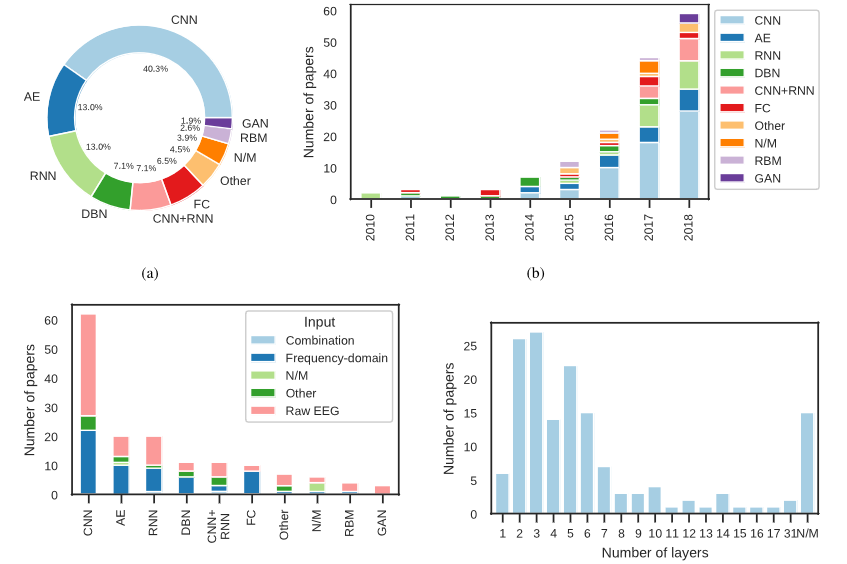 CNN
40.3%
AE
13.0%
RNN
13.0%
DBN
7.1%
CNN+RNN
7.1%
FC
6.5%
Other
4.5%
N/M
3.9%
RBM
2.6%
GAN
1.9%
(a)
Number of papers
60
50
40
30
20
10
0
2010
2011
2012
2013
2014
2015
2016
2017
2018
CNN
AE
RNN
DBN
CNN+RNN
FC
Other
N/M
RBM
GAN
(b)
Number of papers
60
50
40
30
20
10
0
CNN
AE
RNN
DBN
CNN+
RNN
FC
Other
N/M
RBM
GAN
Input
Combination
Frequency-domain
N/M
Other
Raw EEG
Number of papers
25
20
15
10
5
0
1 2 3 4 5 6 7 8 9 10 11 12 13 14 15 16 17 31 N/M
Number of layers